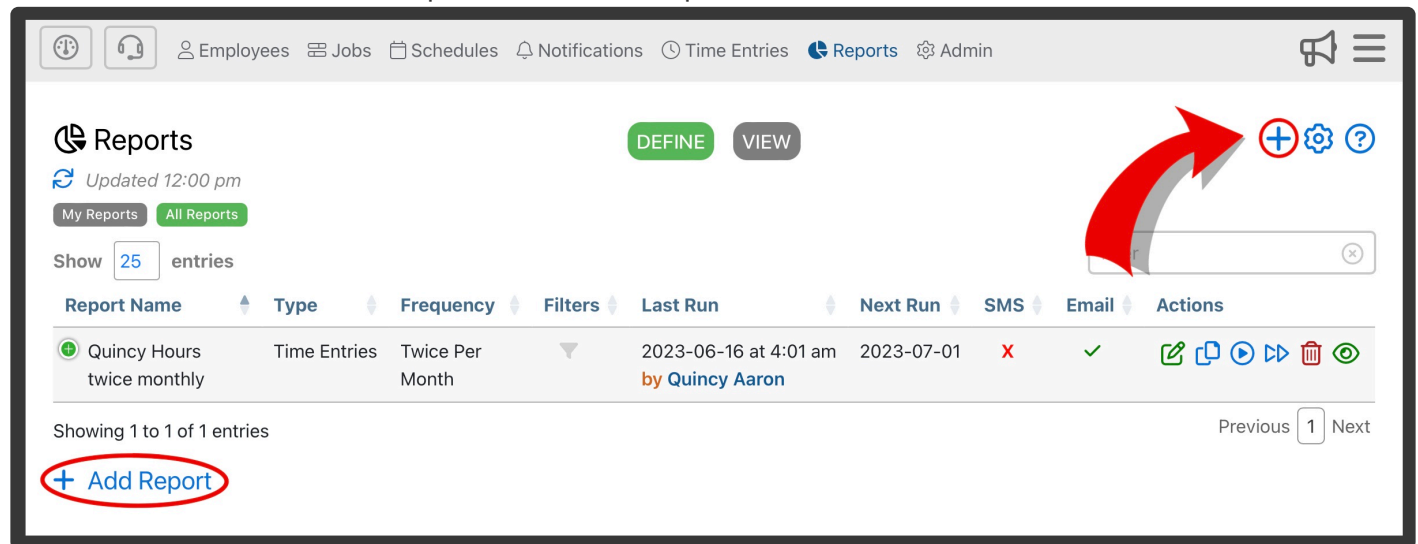 Employees Jobs Schedules Notifications Time Entries Reports Admin
Reports
DEFINE VIEW
Updated 12:00 pm
My Reports All Reports
Show 25 entries
Report Name Type Frequency Filters Last Run Next Run SMS Email Actions
Quincy Hours Time Entries Twice Per 2023-06-16 at 4:01 am 2023-07-01 X
twice monthly Month by Quincy Aaron
Showing 1 to 1 of 1 entries
Previous 1 Next
+ Add Report